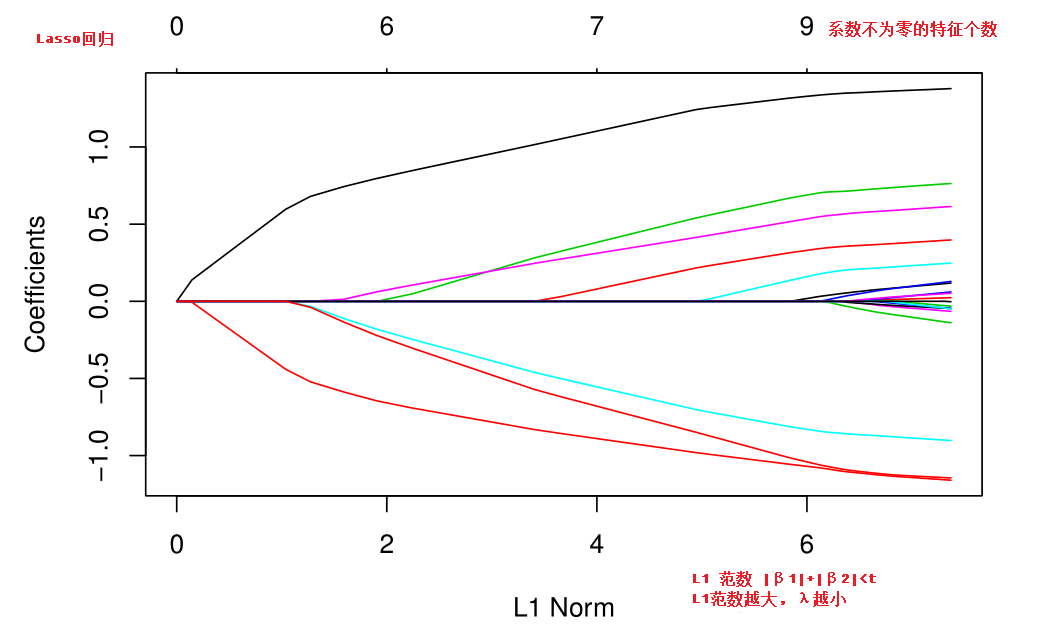 Lasso回归
0 6 7 9
系数不为零的特征个数
Coefficients
1.0
0.5
0.0
−0.5
−1.0
0 2 4 6
L1 Norm
L1 范数 |β1|+|β2|<t
L1范数越大，λ越小